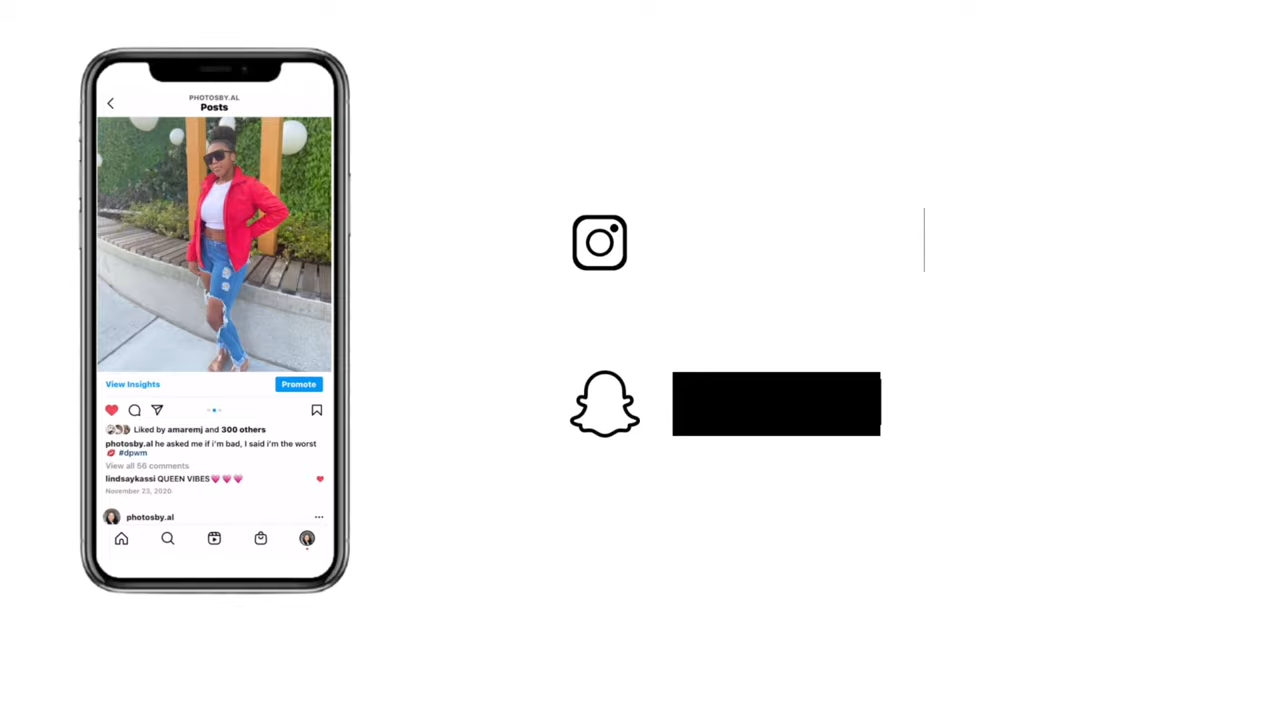 PHOTOSBY.AL
Posts
View Insights
Promote
Liked by amaremj and 300 others
photosby.al he asked me if i'm bad, I said i'm the worst
💋 #dpwm
View all 56 comments
lindsaykassi QUEEN VIBES💗💗💗
November 23, 2020
photosby.al